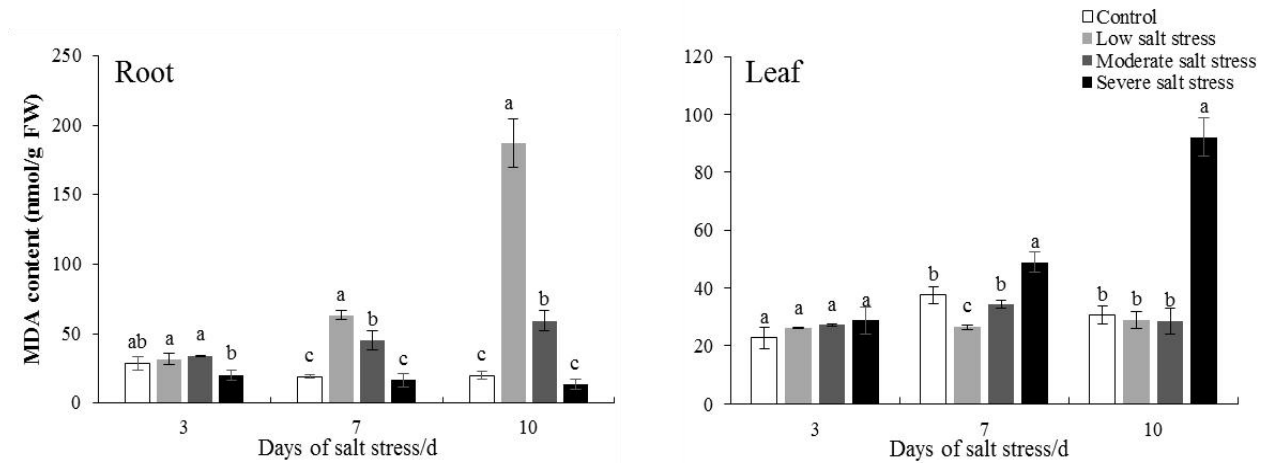 Control
Low salt stress
Moderate salt stress
Severe salt stress
Root
MDA content (nmol/g FW)
250
200
150
100
50
0
ab
a
a
b
c
a
b
c
c
a
b
c
3
7
10
Days of salt stress/d
Leaf
120
100
80
60
40
20
0
a
a
a
a
b
c
b
a
b
b
b
a
3
7
10
Days of salt stress/d